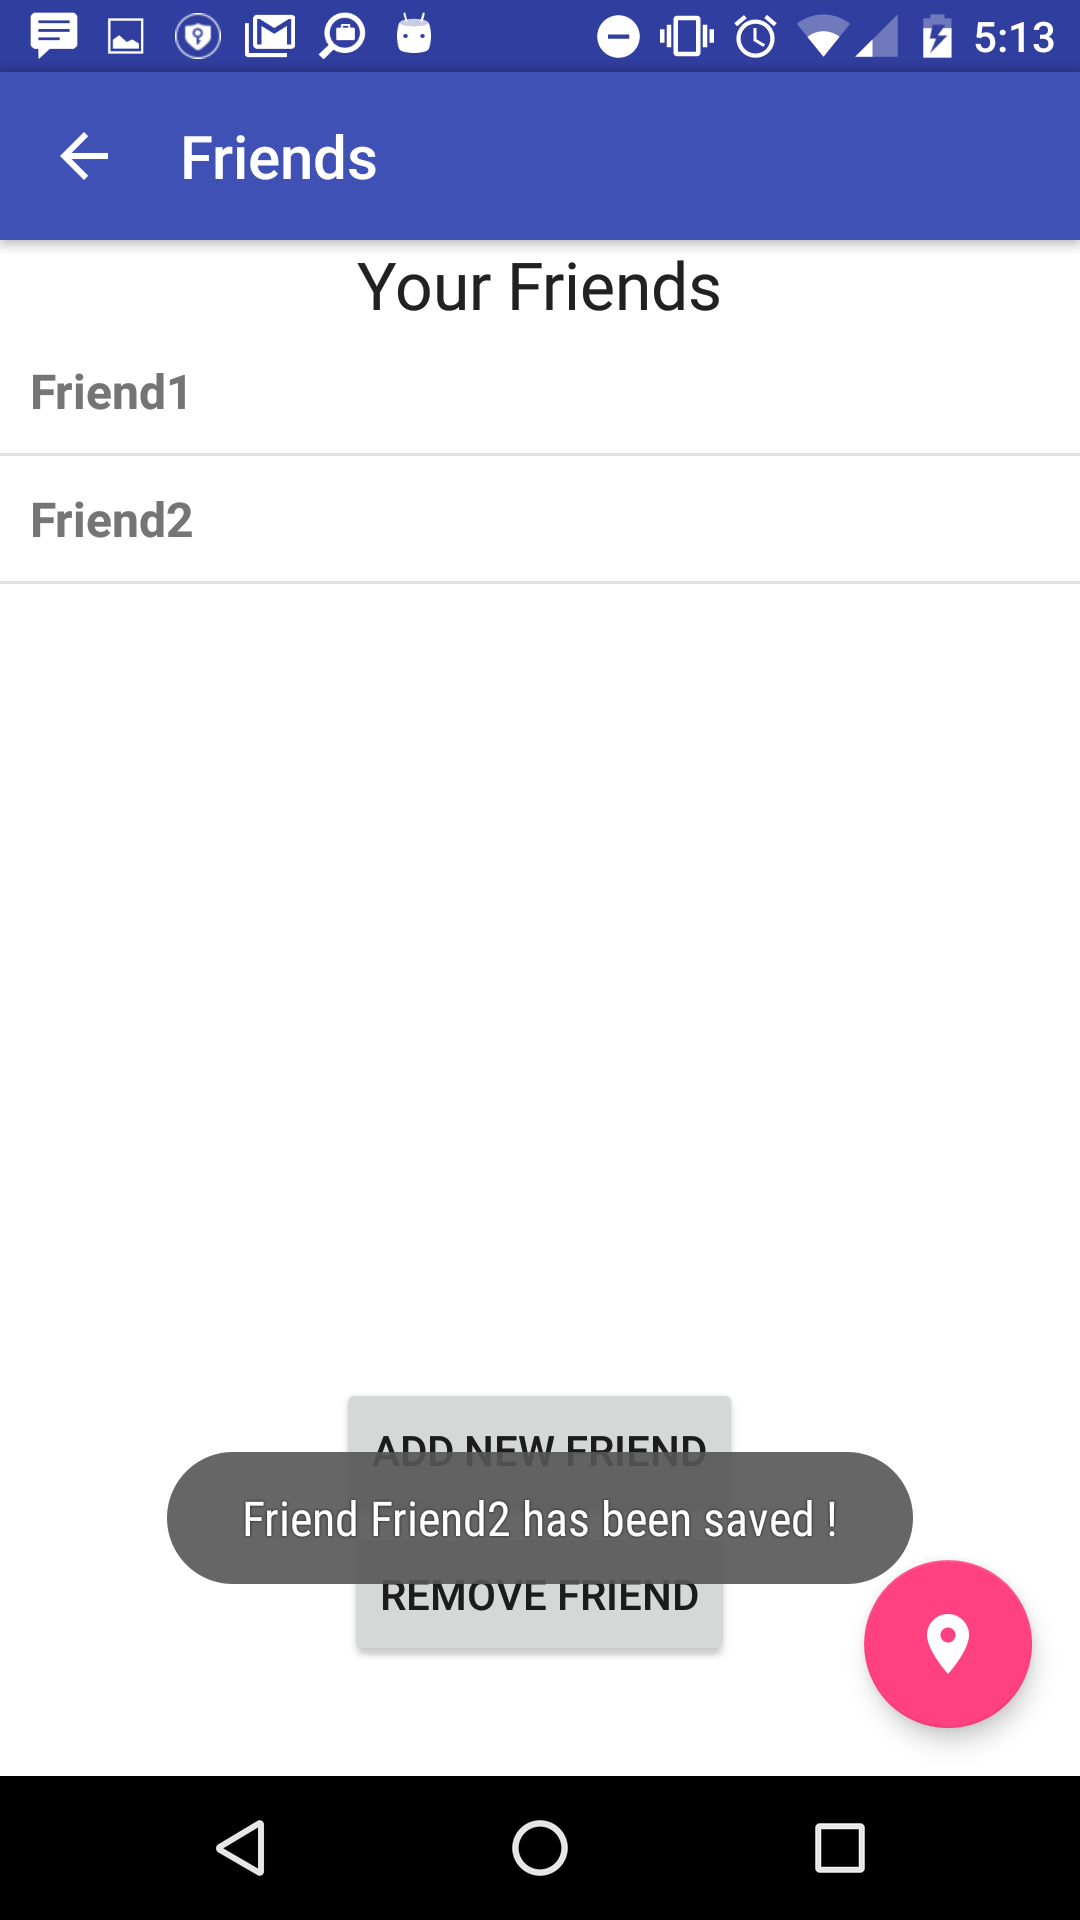 5:13
Friends
Your Friends
Friend1
Friend2
ADD NEW FRIEND
Friend Friend2 has been saved !
REMOVE FRIEND